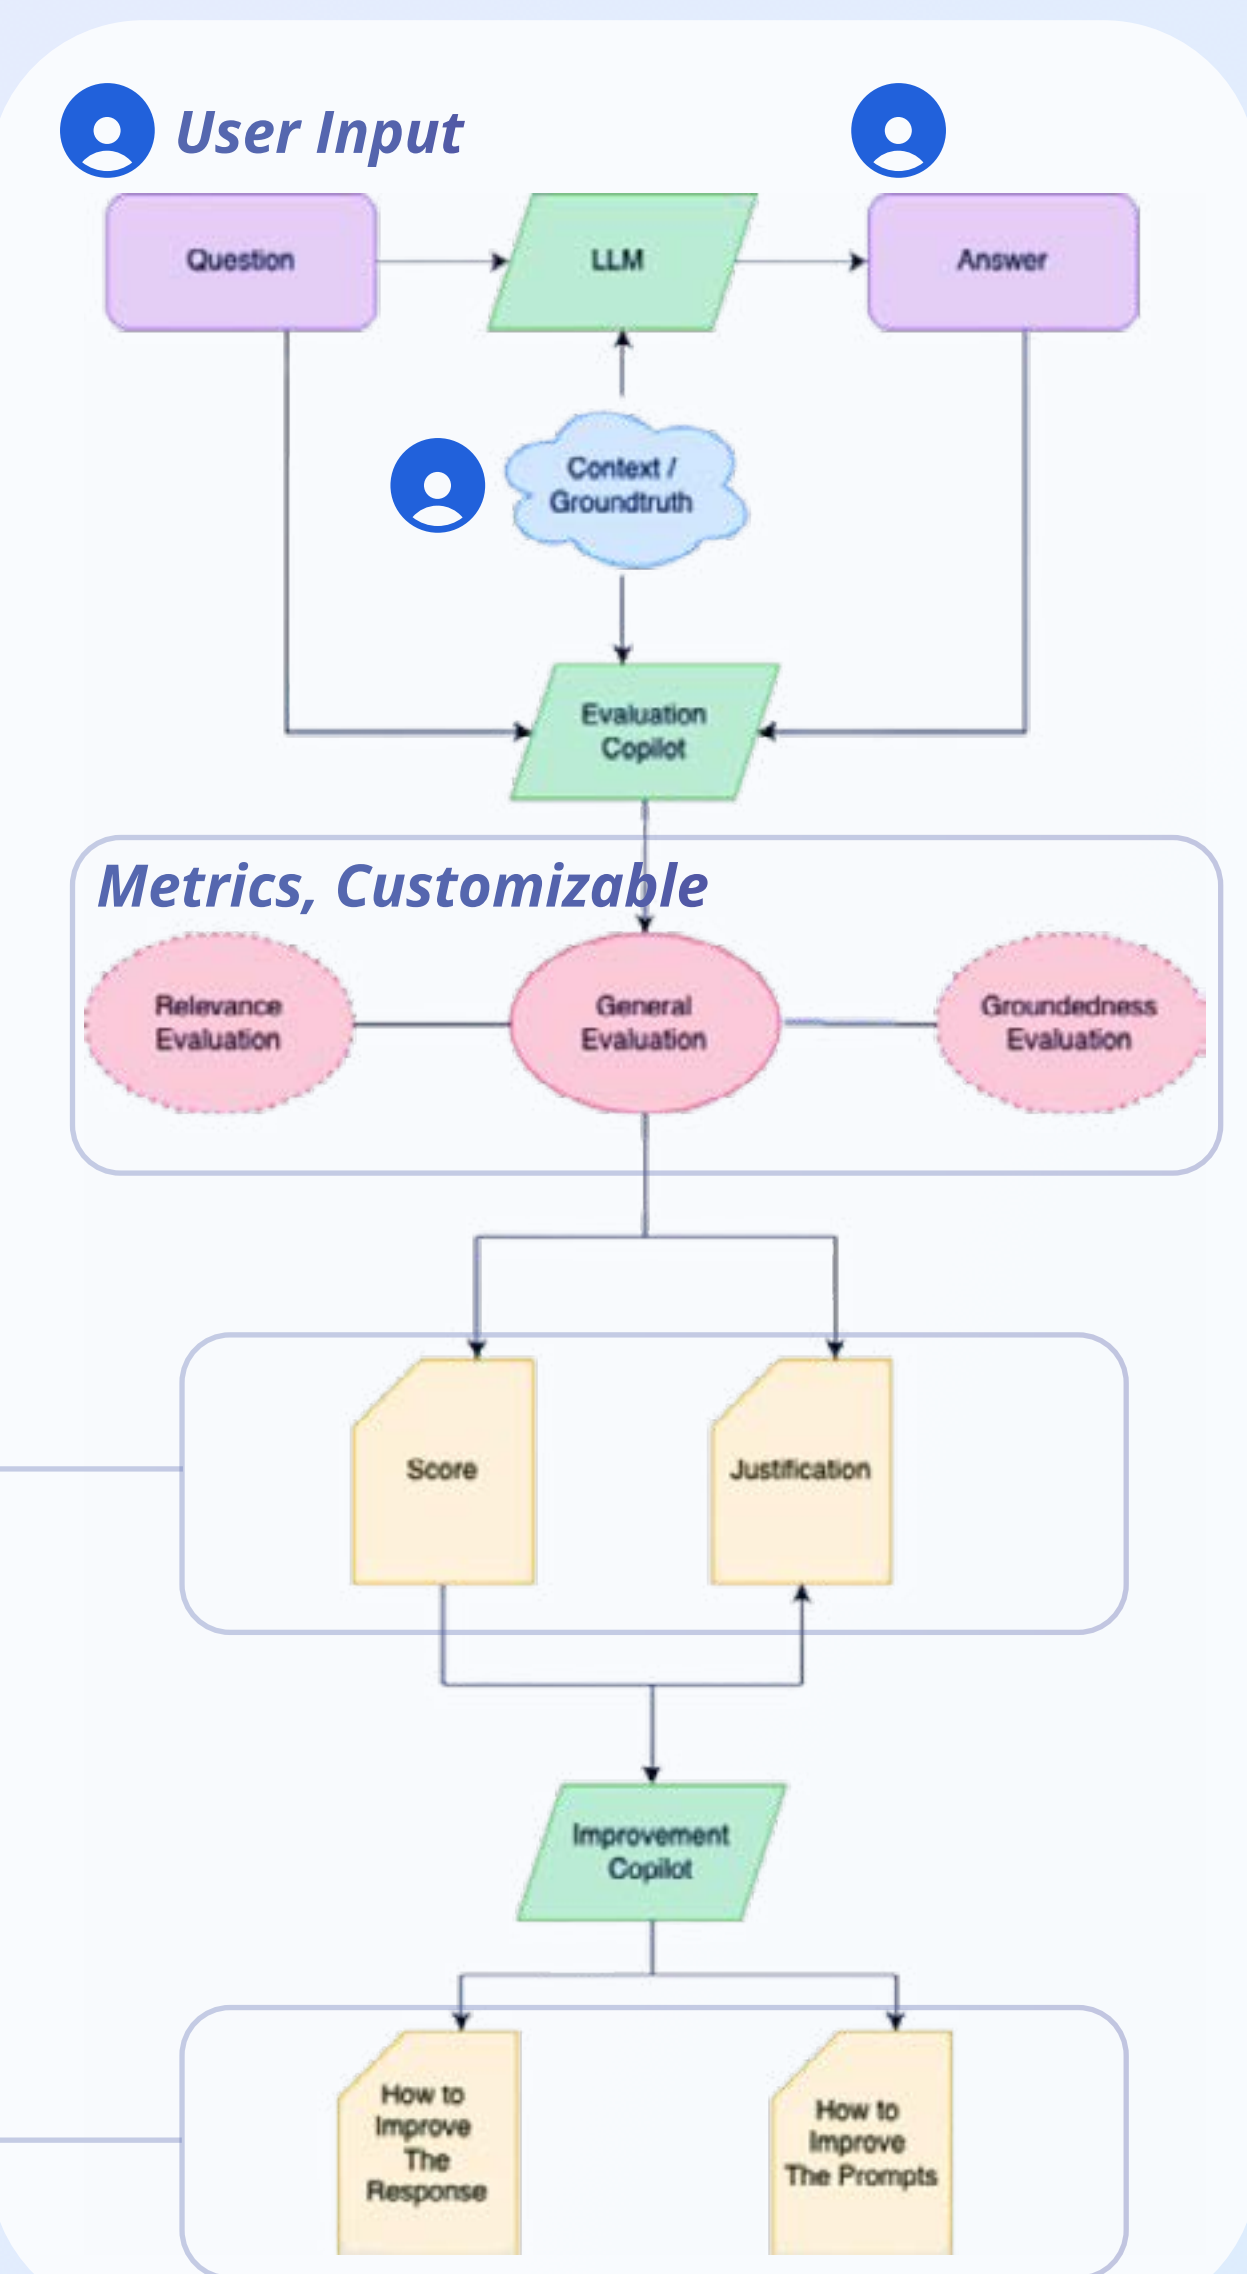 User Input
Question
LLM
Answer
Context /
Groundtruth
Evaluation
Copilot
Metrics, Customizable
Relevance
Evaluation
General
Evaluation
Groundedness
Evaluation
Score
Justification
Improvement
Copilot
How to
Improve
The
Response
How to
Improve
The Prompts